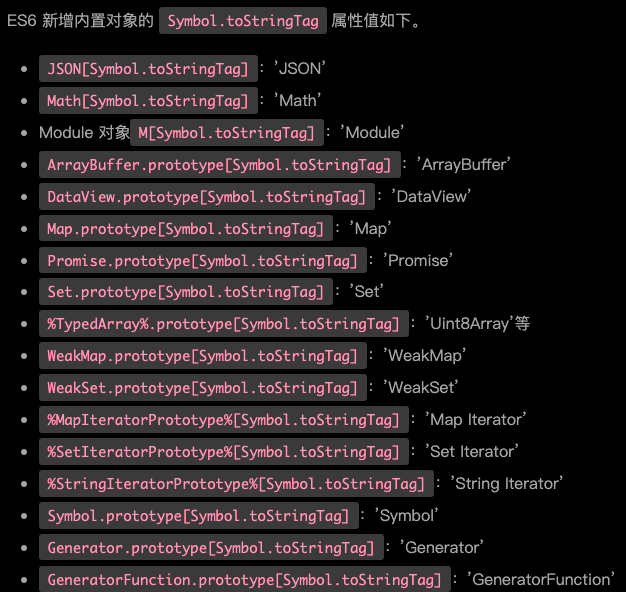 ES6 新增内置对象的 Symbol.toStringTag 属性值如下。
JSON[Symbol.toStringTag] : 'JSON'
Math[Symbol.toStringTag] : 'Math'
Module 对象M[Symbol.toStringTag] : 'Module'
ArrayBuffer.prototype[Symbol.toStringTag] : 'ArrayBuffer'
DataView.prototype[Symbol.toStringTag] : 'DataView'
Map.prototype[Symbol.toStringTag] : 'Map'
Promise.prototype[Symbol.toStringTag] : 'Promise'
Set.prototype[Symbol.toStringTag] : 'Set'
%TypedArray%.prototype[Symbol.toStringTag] : 'Uint8Array'等
WeakMap.prototype[Symbol.toStringTag] : 'WeakMap'
WeakSet.prototype[Symbol.toStringTag] : 'WeakSet'
%MapIteratorPrototype%[Symbol.toStringTag] : 'Map Iterator'
%SetIteratorPrototype%[Symbol.toStringTag] : 'Set Iterator'
%StringIteratorPrototype%[Symbol.toStringTag] : 'String Iterator'
Symbol.prototype[Symbol.toStringTag] : 'Symbol'
Generator.prototype[Symbol.toStringTag] : 'Generator'
GeneratorFunction.prototype[Symbol.toStringTag] : 'GeneratorFunction'